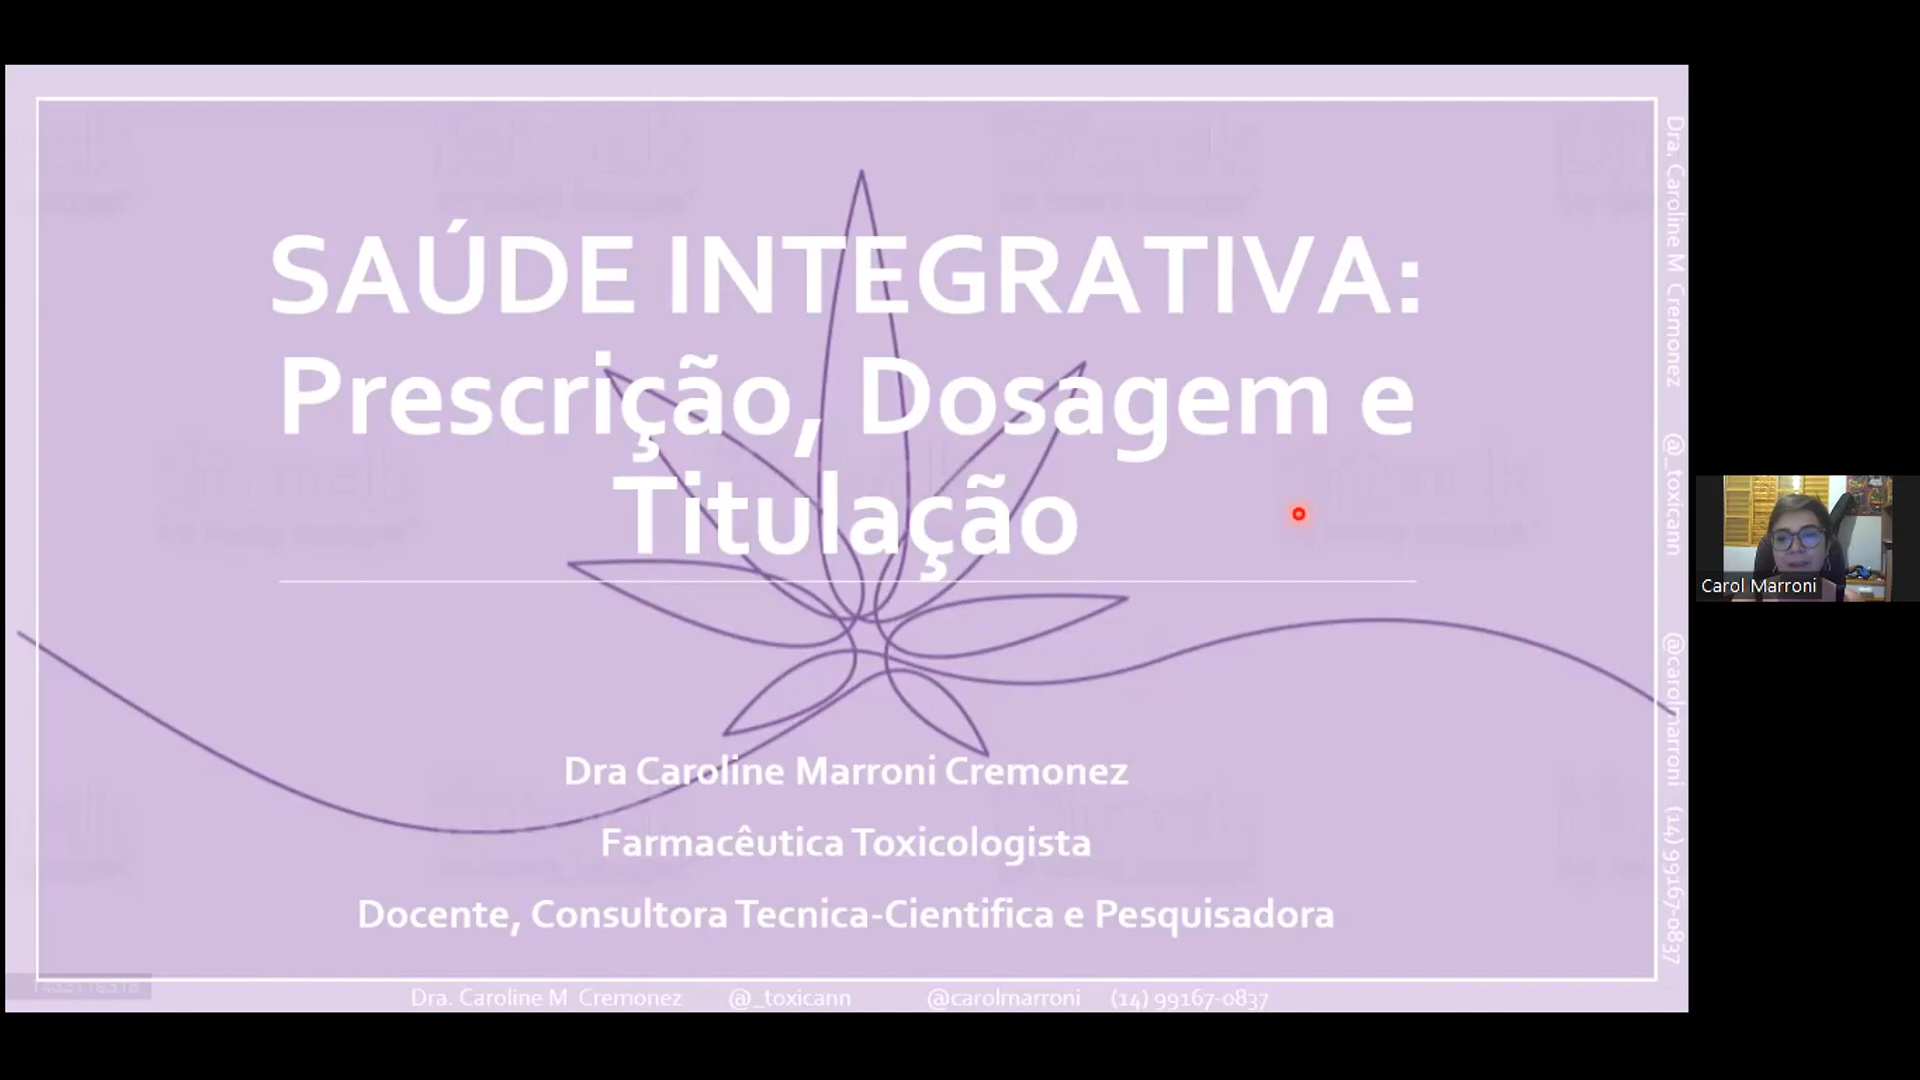 SAÚDE INTEGRATIVA:
Prescrição, Dosagem e
Titulação
Dra Caroline Marroni Cremonez
Farmacêutica Toxicologista
Docente, Consultora Tecnica-Cientifica e Pesquisadora
Dra. Caroline M Cremonez @_toxicann @carolmarroni (14) 99167-0837
Dra. Caroline M Cremonez @_toxicann @carolmarroni (14) 99167-0837
Carol Marroni